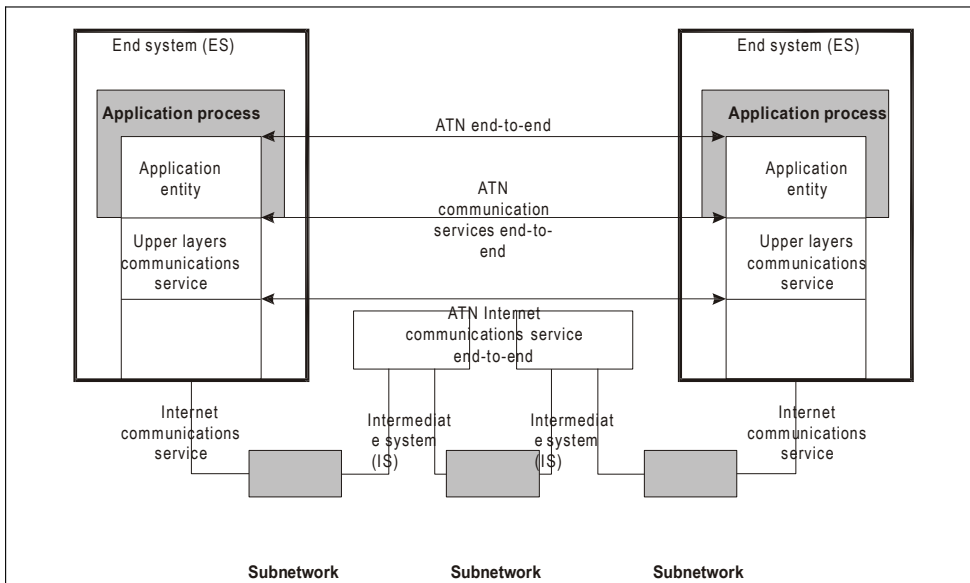 End system (ES)
End system (ES)
Application process
Application process
ATN end-to-end
Application
entity
Application
entity
ATN
communication
services end-to-
end
Upper layers
communications
service
Upper layers
communications
service
ATN Internet
communications service
end-to-end
Internet
communications
service
Intermediat
e system
(IS)
Intermediat
e system
(IS)
Internet
communications
service
Subnetwork
Subnetwork
Subnetwork